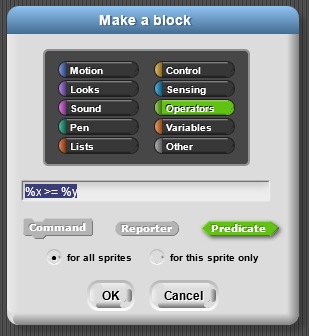 Make a block
Motion Control
Looks Sensing
Sound Operators
Pen Variables
Lists Other
%x >= %y
Command Reporter Predicate
for all sprites for this sprite only
OK Cancel